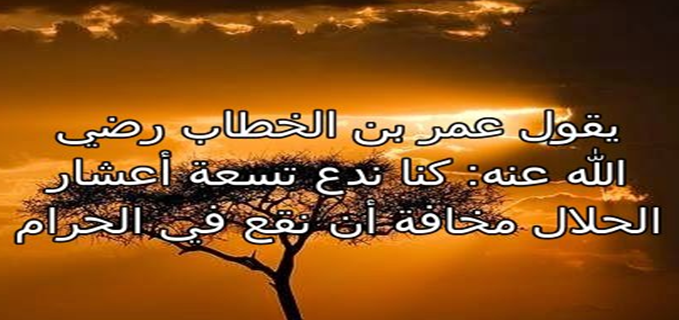 يقول عمر بن الخطاب رضي
الله عنه: كنا ندع تسعة أعشار
الحلال مخافة أن نقع في الحرام